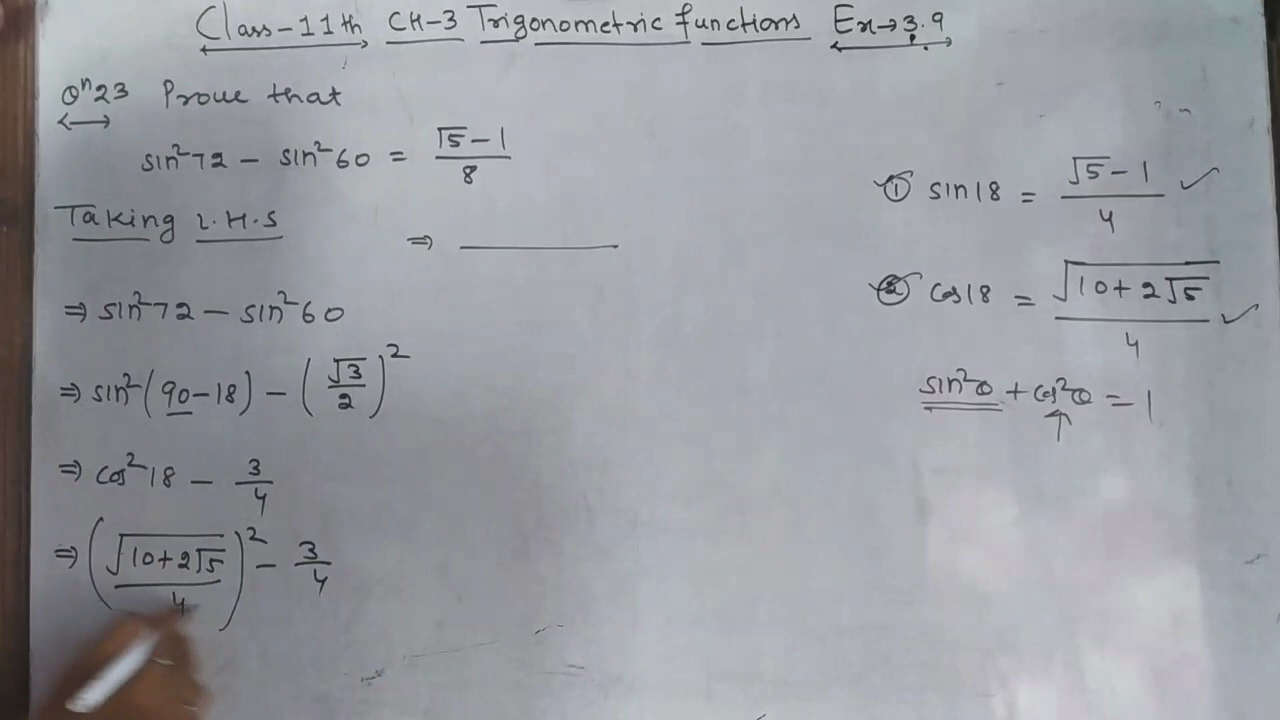 Class-11th CH-3 Trigonometric functions Ex→3.9
Qⁿ23 Prove that
sin²72 - sin²60 = (√5-1)/8
Taking L.H.S
⇒ ________
⇒ sin²72 - sin²60
⇒ sin²(90-18) - (√3/2)²
⇒ cos²18 - 3/4
⇒ (√(10+2√5)/4)² - 3/4
① sin18 = (√5-1)/4 ✓
② cos18 = √(10+2√5)/4 ✓
sin²θ + cos²θ = 1